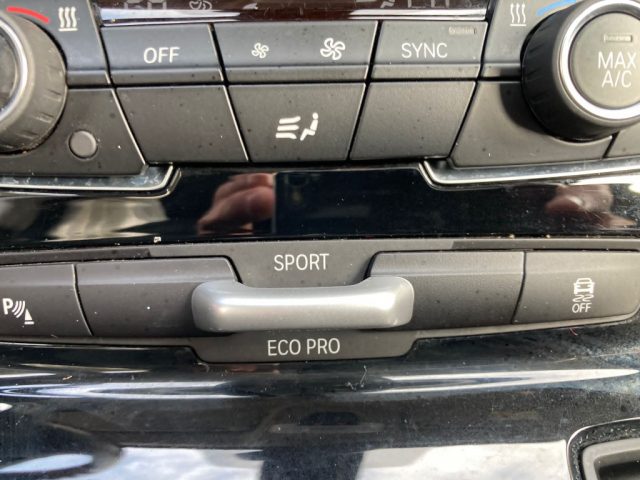 OFF
SYNC
MAX
A/C
SPORT
P
OFF
ECO PRO